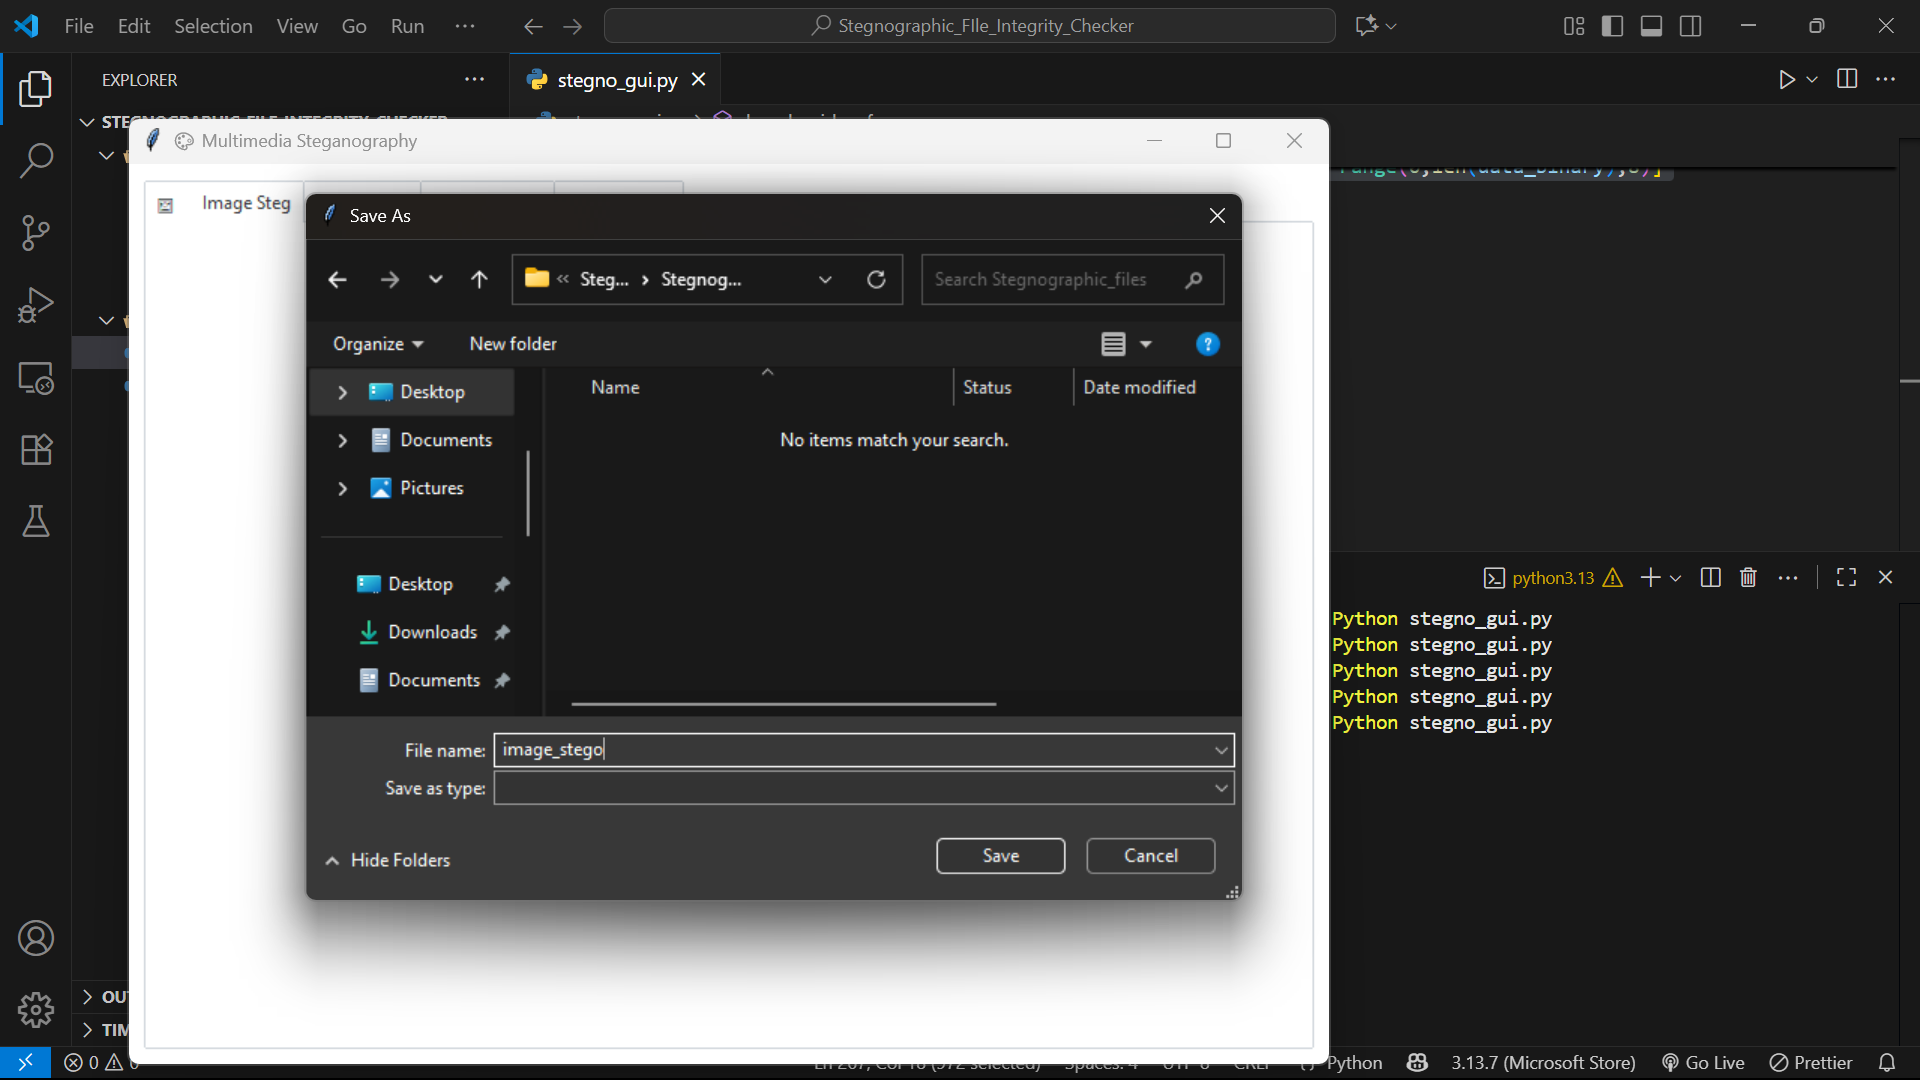 File Edit Selection View Go Run
Stegnographic_FIle_Integrity_Checker
EXPLORER
stegno_gui.py
Multimedia Steganography
Image Steg
Save As
Steg... › Stegnog...
Search Stegnographic_files
Organize
New folder
Desktop
Documents
Pictures
Desktop
Downloads
Documents
Name
Status
Date modified
No items match your search.
File name: image_stego
Save as type:
Hide Folders
Save
Cancel
python3.13
Python stegno_gui.py
Python stegno_gui.py
Python stegno_gui.py
Python stegno_gui.py
Python stegno_gui.py
0
Python
3.13.7 (Microsoft Store)
Go Live
Prettier